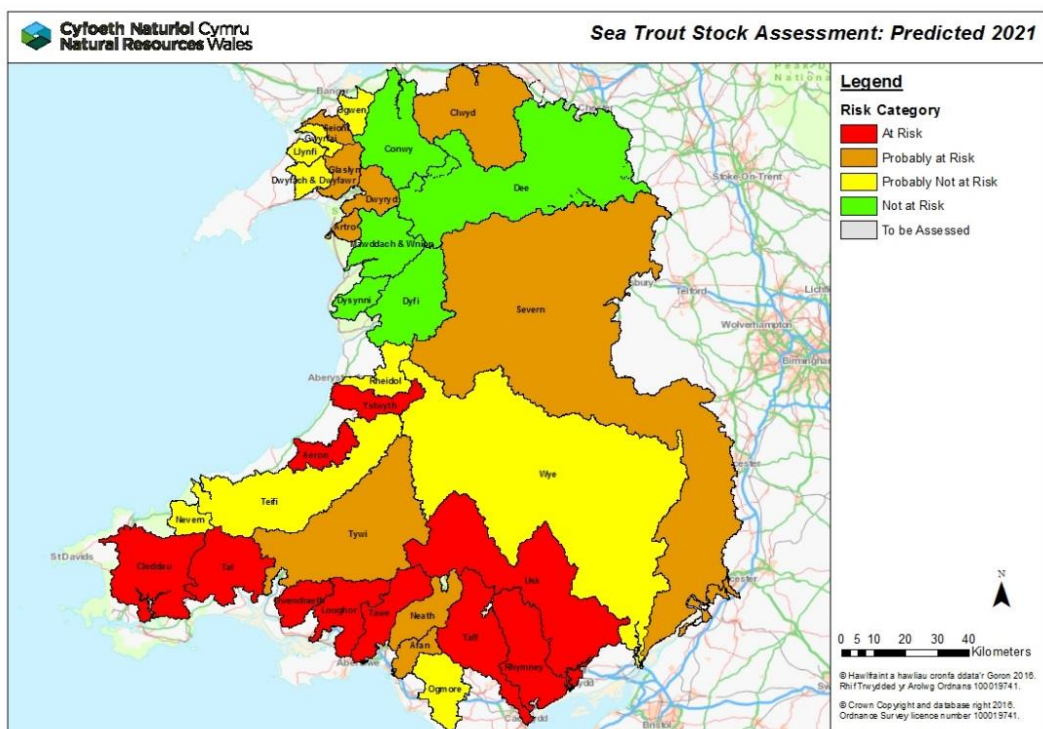 Cyfoeth Naturiol Cymru
Natural Resources Wales
Sea Trout Stock Assessment: Predicted 2021
Legend
Risk Category
At Risk
Probably at Risk
Probably Not at Risk
Not at Risk
To be Assessed
Bangor
Ogwen
Seiont
Gwyrfai
Llynfi
Glaslyn
Dwyfach & Dwyfawr
Dwyryd
Artro
Conwy
Clwyd
Dee
Mawddach & Wnion
Dysynni
Dyfi
Severn
Stoke-On-Trent
Telford
Wolverhampton
Rheidol
Ystwyth
Aeron
Teifi
Nevern
Wye
Tywi
St Davids
Cleddau
Taf
Gwendraeth
Loughor
Tawe
Neath
Afan
Ogmore
Taff
Rhymney
Usk
Bristol
N
0 5 10 20 30 40
Kilometers
© Hawlfraint a hawliau cronfa ddata'r Goron 2016.
Rhif Trwydded yr Arolwg Ordnans 100019741.
© Crown Copyright and database right 2016.
Ordnance Survey licence number 100019741.